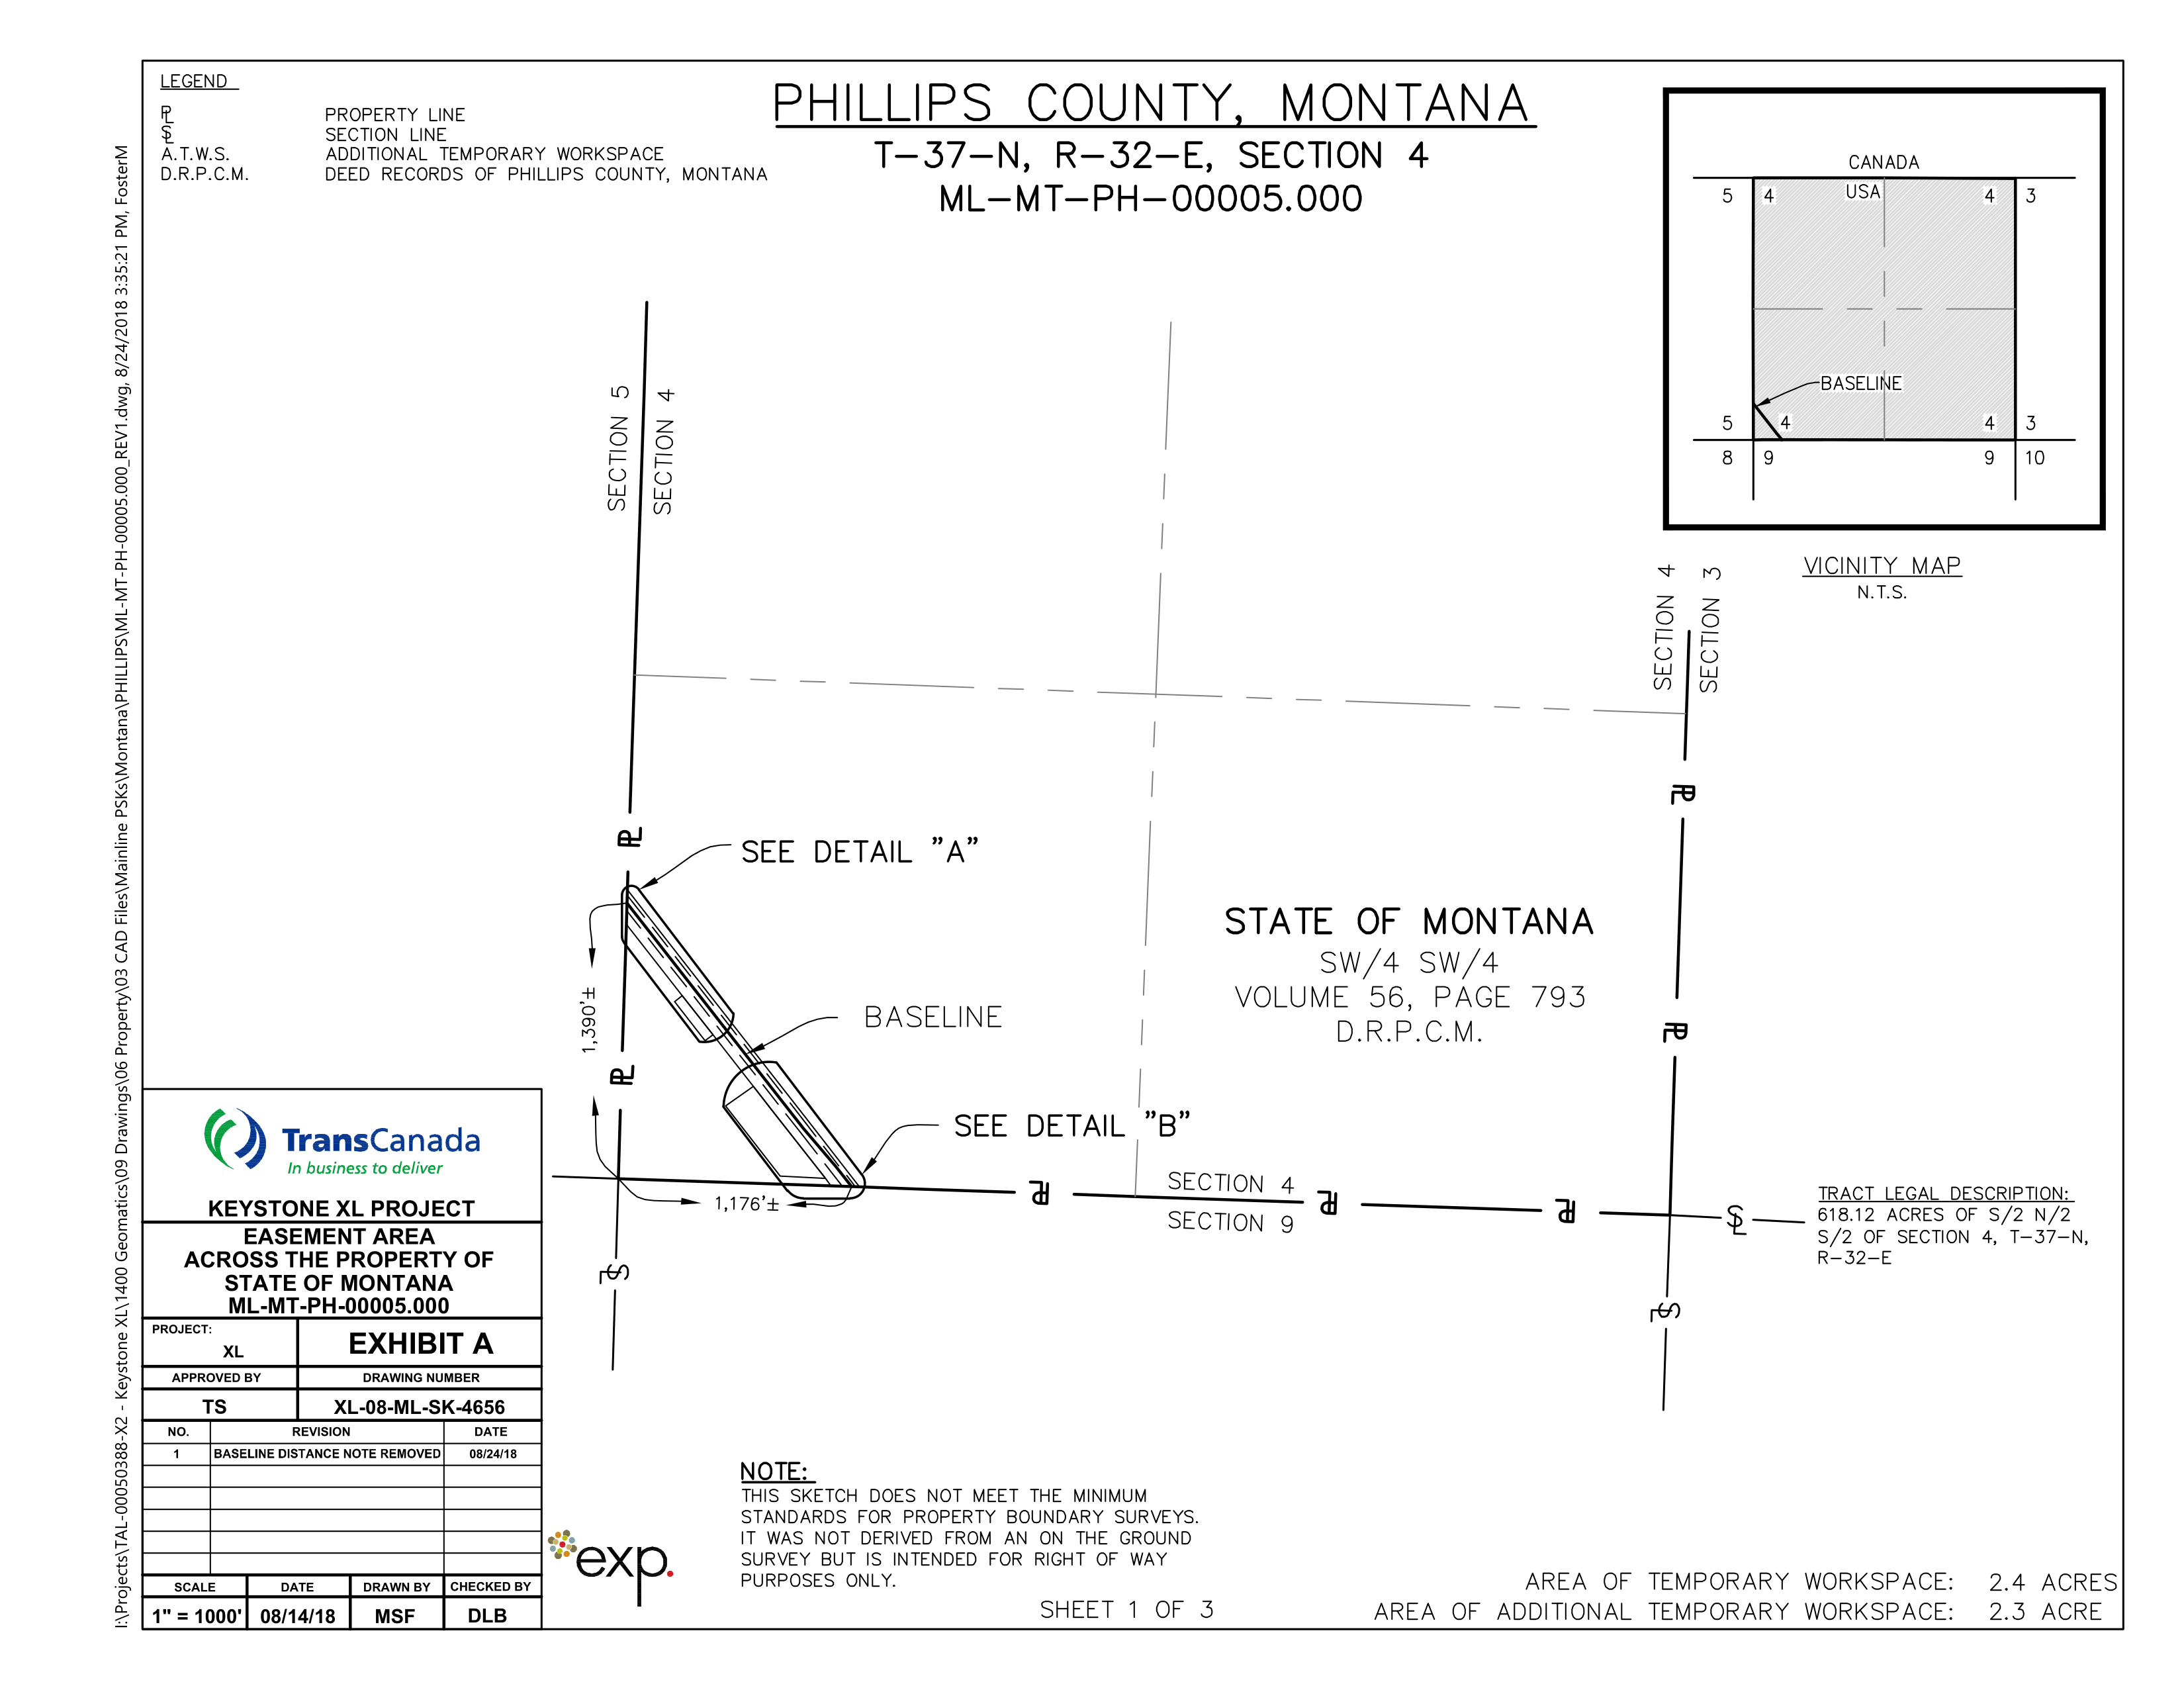 LEGEND
PL PROPERTY LINE
SL SECTION LINE
A.T.W.S. ADDITIONAL TEMPORARY WORKSPACE
D.R.P.C.M. DEED RECORDS OF PHILLIPS COUNTY, MONTANA
PHILLIPS COUNTY, MONTANA
T-37-N, R-32-E, SECTION 4
ML-MT-PH-00005.000
CANADA
USA
5 4 4 3
BASELINE
5 4 4 3
8 9 9 10
VICINITY MAP
N.T.S.
SECTION 5
SECTION 4
SECTION 4
SECTION 3
PL
PL
SEE DETAIL "A"
STATE OF MONTANA
SW/4 SW/4
VOLUME 56, PAGE 793
D.R.P.C.M.
1,390'±
BASELINE
PL
PL
SEE DETAIL "B"
1,176'±
PL
SECTION 4
SECTION 9
PL
PL
SL
SL
SL
TRACT LEGAL DESCRIPTION:
618.12 ACRES OF S/2 N/2
S/2 OF SECTION 4, T-37-N,
R-32-E
I:\Projects\TAL-00050388-X2 - Keystone XL\1400 Geomatics\09 Drawings\06 Property\03 CAD Files\Mainline PSKs\Montana\PHILLIPS\ML-MT-PH-00005.000_REV1.dwg, 8/24/2018 3:35:21 PM, FosterM
TransCanada
In business to deliver
KEYSTONE XL PROJECT
EASEMENT AREA
ACROSS THE PROPERTY OF
STATE OF MONTANA
ML-MT-PH-00005.000
PROJECT:
XL
EXHIBIT A
APPROVED BY DRAWING NUMBER
TS XL-08-ML-SK-4656
NO. REVISION DATE
1 BASELINE DISTANCE NOTE REMOVED 08/24/18
SCALE DATE DRAWN BY CHECKED BY
1" = 1000' 08/14/18 MSF DLB
exp.
NOTE:
THIS SKETCH DOES NOT MEET THE MINIMUM
STANDARDS FOR PROPERTY BOUNDARY SURVEYS.
IT WAS NOT DERIVED FROM AN ON THE GROUND
SURVEY BUT IS INTENDED FOR RIGHT OF WAY
PURPOSES ONLY.
SHEET 1 OF 3
AREA OF TEMPORARY WORKSPACE: 2.4 ACRES
AREA OF ADDITIONAL TEMPORARY WORKSPACE: 2.3 ACRE